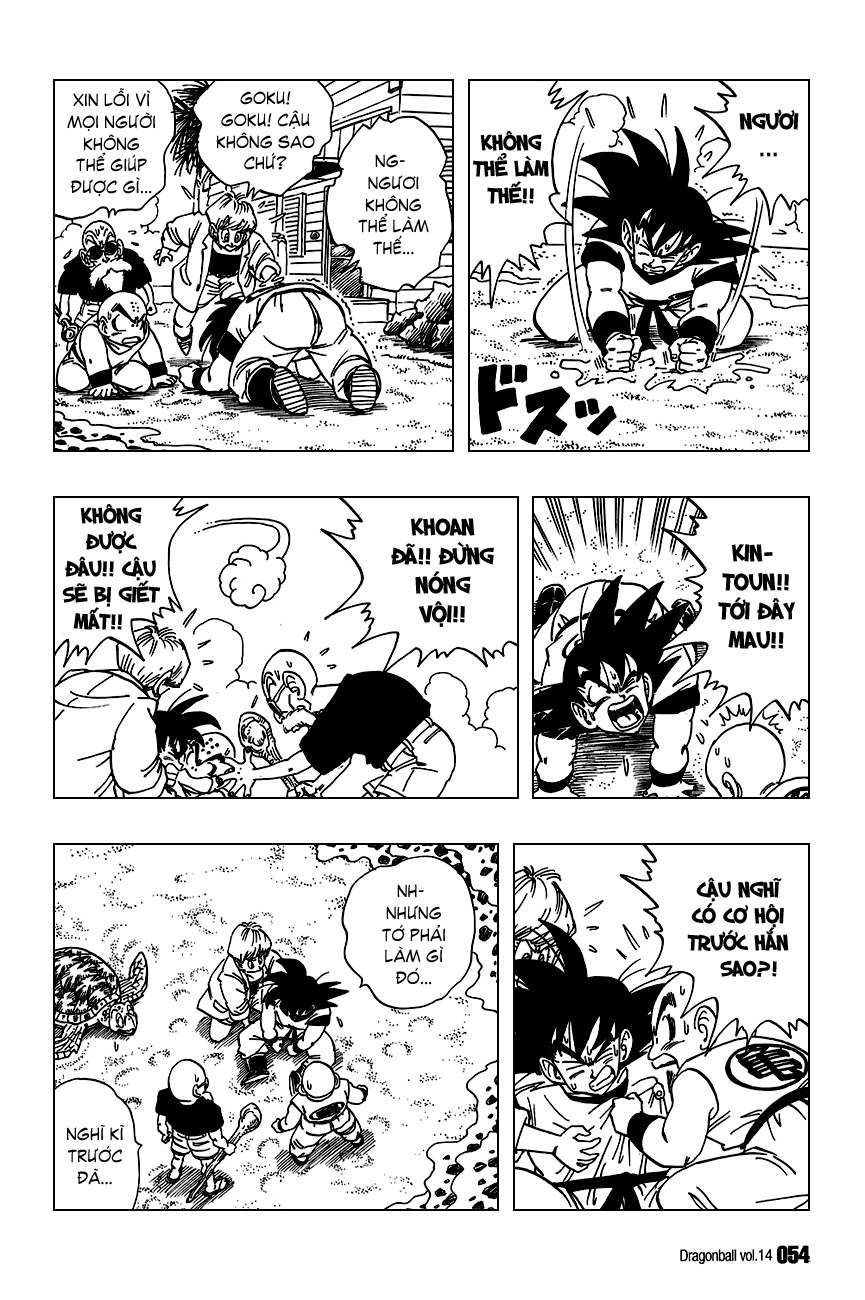 NGƯƠI
...
KHÔNG
THỂ LÀM
THẾ!!
ドスッ
NG-
NGƯƠI
KHÔNG
THỂ LÀM
THẾ...
GOKU!
GOKU! CẬU
KHÔNG SAO
CHỨ?
XIN LỖI VÌ
MỌI NGƯỜI
KHÔNG
THỂ GIÚP
ĐƯỢC GÌ...
KIN-
TOUN!!
TỚI ĐÂY
MAU!!
KHOAN
ĐÃ!! ĐỪNG
NÓNG
VỘI!!
KHÔNG
ĐƯỢC
ĐÂU!! CẬU
SẼ BỊ GIẾT
MẤT!!
CẬU NGHĨ
CÓ CƠ HỘI
TRƯỚC HẮN
SAO?!
亀
NH-
NHƯNG
TỚ PHẢI
LÀM GÌ
ĐÓ...
NGHĨ KĨ
TRƯỚC
ĐÃ...
Dragonball vol.14 054